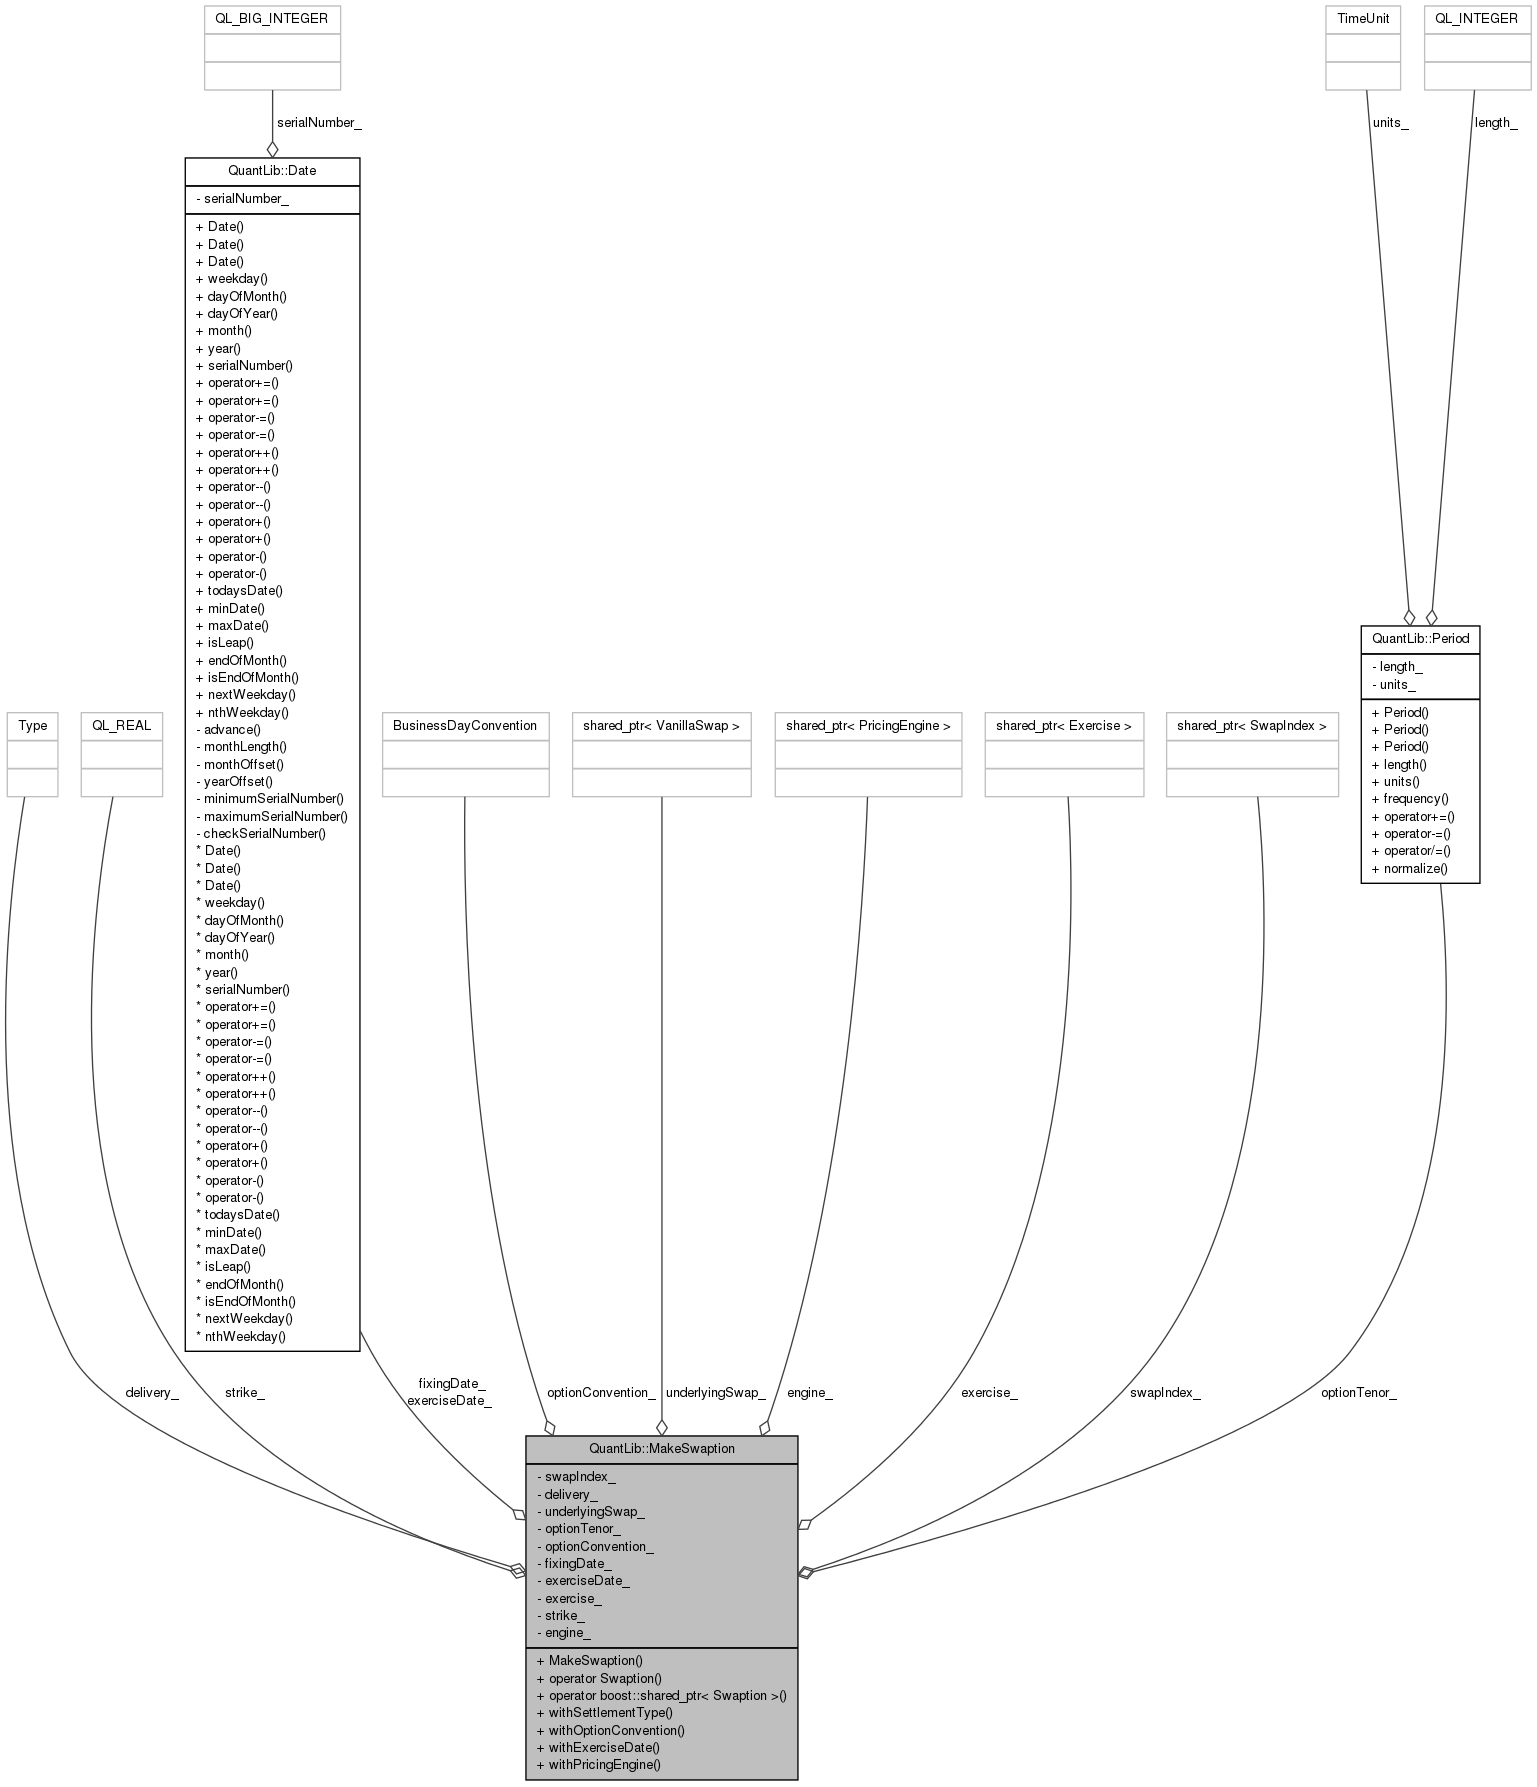 QL_BIG_INTEGER
TimeUnit
QL_INTEGER
serialNumber_
units_
length_
QuantLib::Date
- serialNumber_
+ Date()
+ Date()
+ Date()
+ weekday()
+ dayOfMonth()
+ dayOfYear()
+ month()
+ year()
+ serialNumber()
+ operator+=()
+ operator+=()
+ operator-=()
+ operator-=()
+ operator++()
+ operator++()
+ operator--()
+ operator--()
+ operator+()
+ operator+()
+ operator-()
+ operator-()
+ todaysDate()
+ minDate()
+ maxDate()
+ isLeap()
+ endOfMonth()
+ isEndOfMonth()
+ nextWeekday()
+ nthWeekday()
- advance()
- monthLength()
- monthOffset()
- yearOffset()
- minimumSerialNumber()
- maximumSerialNumber()
- checkSerialNumber()
* Date()
* Date()
* Date()
* weekday()
* dayOfMonth()
* dayOfYear()
* month()
* year()
* serialNumber()
* operator+=()
* operator+=()
* operator-=()
* operator-=()
* operator++()
* operator++()
* operator--()
* operator--()
* operator+()
* operator+()
* operator-()
* operator-()
* todaysDate()
* minDate()
* maxDate()
* isLeap()
* endOfMonth()
* isEndOfMonth()
* nextWeekday()
* nthWeekday()
QuantLib::Period
- length_
- units_
+ Period()
+ Period()
+ Period()
+ length()
+ units()
+ frequency()
+ operator+=()
+ operator-=()
+ operator/=()
+ normalize()
Type
QL_REAL
BusinessDayConvention
shared_ptr< VanillaSwap >
shared_ptr< PricingEngine >
shared_ptr< Exercise >
shared_ptr< SwapIndex >
delivery_
strike_
fixingDate_
exerciseDate_
optionConvention_
underlyingSwap_
engine_
exercise_
swapIndex_
optionTenor_
QuantLib::MakeSwaption
- swapIndex_
- delivery_
- underlyingSwap_
- optionTenor_
- optionConvention_
- fixingDate_
- exerciseDate_
- exercise_
- strike_
- engine_
+ MakeSwaption()
+ operator Swaption()
+ operator boost::shared_ptr< Swaption >()
+ withSettlementType()
+ withOptionConvention()
+ withExerciseDate()
+ withPricingEngine()